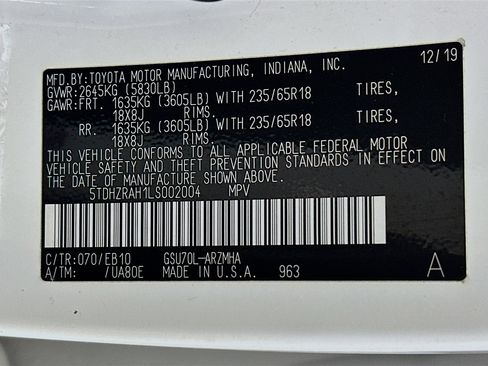 MFD.BY:TOYOTA MOTOR MANUFACTURING, INDIANA, INC. 12/19
GVWR:2645KG (5830LB)
GAWR:FRT. 1635KG (3605LB) WITH 235/65R18 TIRES,
18X8J RIMS.
RR. 1635KG (3605LB) WITH 235/65R18 TIRES,
18X8J RIMS.
THIS VEHICLE CONFORMS TO ALL APPLICABLE FEDERAL MOTOR
VEHICLE SAFETY AND THEFT PREVENTION STANDARDS IN EFFECT ON
THE DATE OF MANUFACTURE SHOWN ABOVE.
5TDHZRAH1LS002004 MPV
C/TR:070/EB10 GSU70L-ARZMHA
A/TM: /UA80E MADE IN U.S.A. 963 A